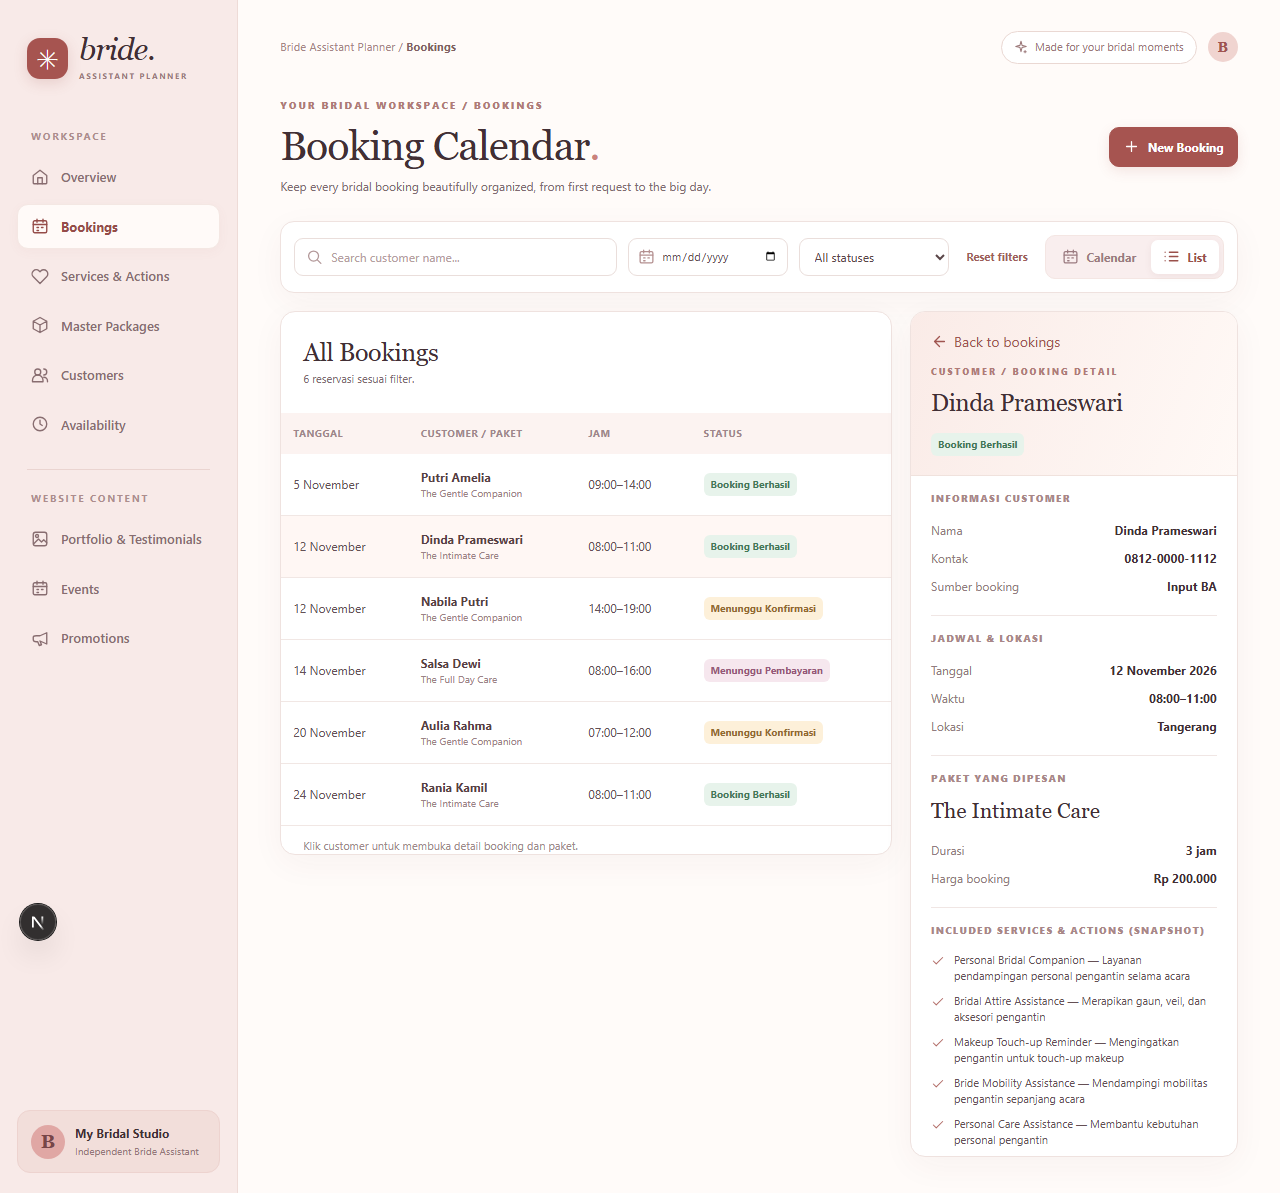 bride.
ASSISTANT PLANNER
WORKSPACE
Overview
Bookings
Services & Actions
Master Packages
Customers
Availability
WEBSITE CONTENT
Portfolio & Testimonials
Events
Promotions
N
B
My Bridal Studio
Independent Bride Assistant
Bride Assistant Planner / Bookings
Made for your bridal moments
B
YOUR BRIDAL WORKSPACE / BOOKINGS
Booking Calendar.
Keep every bridal booking beautifully organized, from first request to the big day.
New Booking
Search customer name...
mm/dd/yyyy
All statuses
Reset filters
Calendar
List
All Bookings
6 reservasi sesuai filter.
TANGGAL CUSTOMER / PAKET JAM STATUS
5 November Putri Amelia 09:00–14:00 Booking Berhasil
The Gentle Companion
12 November Dinda Prameswari 08:00–11:00 Booking Berhasil
The Intimate Care
12 November Nabila Putri 14:00–19:00 Menunggu Konfirmasi
The Gentle Companion
14 November Salsa Dewi 08:00–16:00 Menunggu Pembayaran
The Full Day Care
20 November Aulia Rahma 07:00–12:00 Menunggu Konfirmasi
The Gentle Companion
24 November Rania Kamil 08:00–11:00 Booking Berhasil
The Intimate Care
Klik customer untuk membuka detail booking dan paket.
Back to bookings
CUSTOMER / BOOKING DETAIL
Dinda Prameswari
Booking Berhasil
INFORMASI CUSTOMER
Nama Dinda Prameswari
Kontak 0812-0000-1112
Sumber booking Input BA
JADWAL & LOKASI
Tanggal 12 November 2026
Waktu 08:00–11:00
Lokasi Tangerang
PAKET YANG DIPESAN
The Intimate Care
Durasi 3 jam
Harga booking Rp 200.000
INCLUDED SERVICES & ACTIONS (SNAPSHOT)
Personal Bridal Companion — Layanan
pendampingan personal pengantin selama acara
Bridal Attire Assistance — Merapikan gaun, veil, dan
aksesori pengantin
Makeup Touch-up Reminder — Mengingatkan
pengantin untuk touch-up makeup
Bride Mobility Assistance — Mendampingi mobilitas
pengantin sepanjang acara
Personal Care Assistance — Membantu kebutuhan
personal pengantin